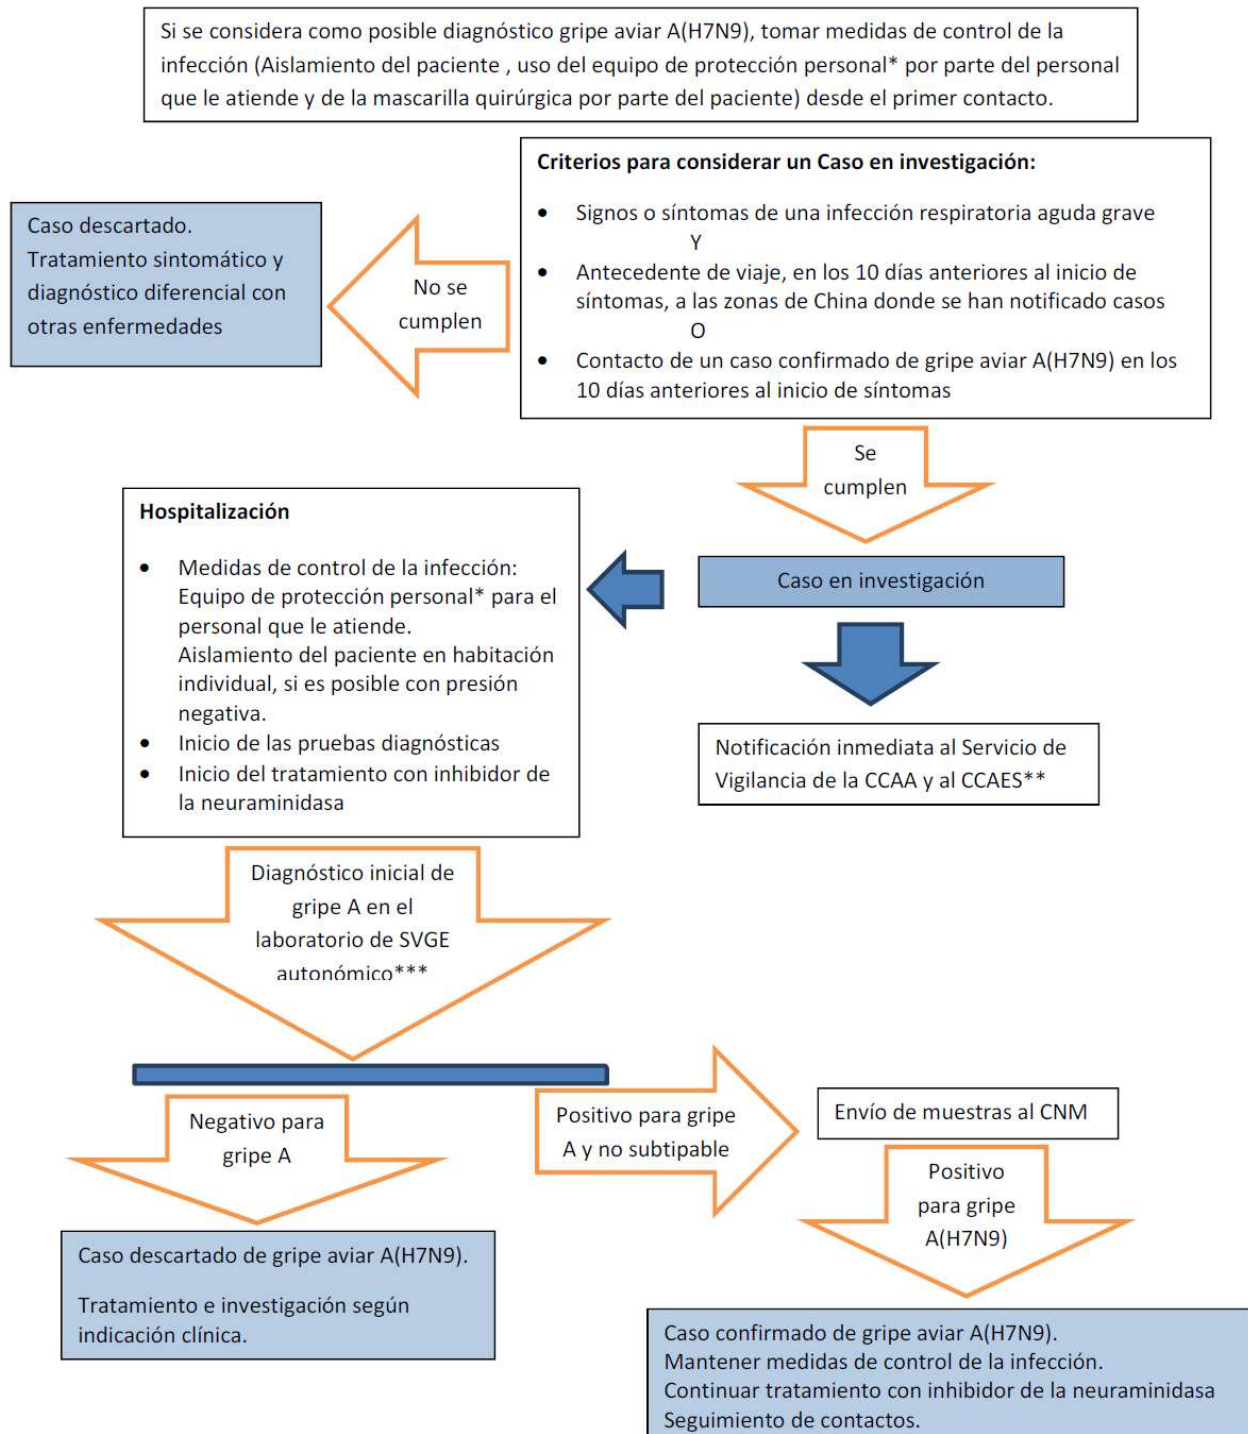 Si se considera como posible diagnóstico gripe aviar A(H7N9), tomar medidas de control de la
infección (Aislamiento del paciente , uso del equipo de protección personal* por parte del personal
que le atiende y de la mascarilla quirúrgica por parte del paciente) desde el primer contacto.
Criterios para considerar un Caso en investigación:
• Signos o síntomas de una infección respiratoria aguda grave
Y
• Antecedente de viaje, en los 10 días anteriores al inicio de
síntomas, a las zonas de China donde se han notificado casos
O
• Contacto de un caso confirmado de gripe aviar A(H7N9) en los
10 días anteriores al inicio de síntomas
No se
cumplen
Caso descartado.
Tratamiento sintomático y
diagnóstico diferencial con
otras enfermedades
Se
cumplen
Caso en investigación
Notificación inmediata al Servicio de
Vigilancia de la CCAA y al CCAES**
Hospitalización
• Medidas de control de la infección:
Equipo de protección personal* para el
personal que le atiende.
Aislamiento del paciente en habitación
individual, si es posible con presión
negativa.
• Inicio de las pruebas diagnósticas
• Inicio del tratamiento con inhibidor de
la neuraminidasa
Diagnóstico inicial de
gripe A en el
laboratorio de SVGE
autonómico***
Negativo para
gripe A
Caso descartado de gripe aviar A(H7N9).
Tratamiento e investigación según
indicación clínica.
Positivo para gripe
A y no subtipable
Envío de muestras al CNM
Positivo
para gripe
A(H7N9)
Caso confirmado de gripe aviar A(H7N9).
Mantener medidas de control de la infección.
Continuar tratamiento con inhibidor de la neuraminidasa
Seguimiento de contactos.